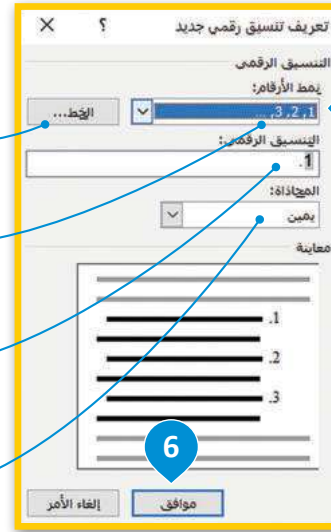 تعريف تنسيق رقمي جديد ؟ ×
التنسيق الرقمي
نمط الأرقام:
1, 2, 3, ... الخط...
التنسيق الرقمي:
1.
المحاذاة:
يمين
معاينة
1.
2.
3.
6
موافق إلغاء الأمر